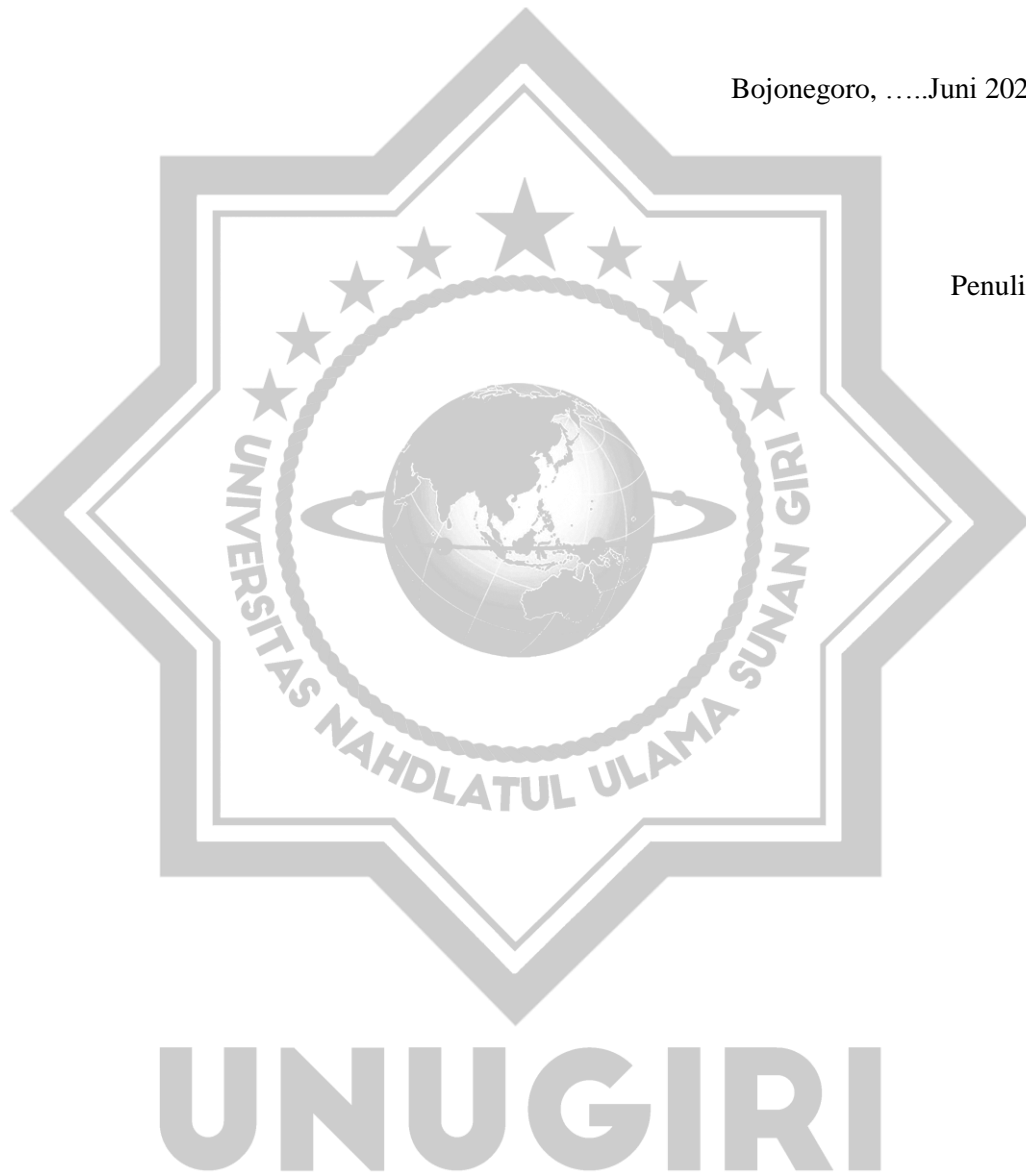 Bojonegoro, …..Juni 202
Penuli
UNIVERSITAS NAHDLATUL ULAMA SUNAN GIRI
UNUGIRI